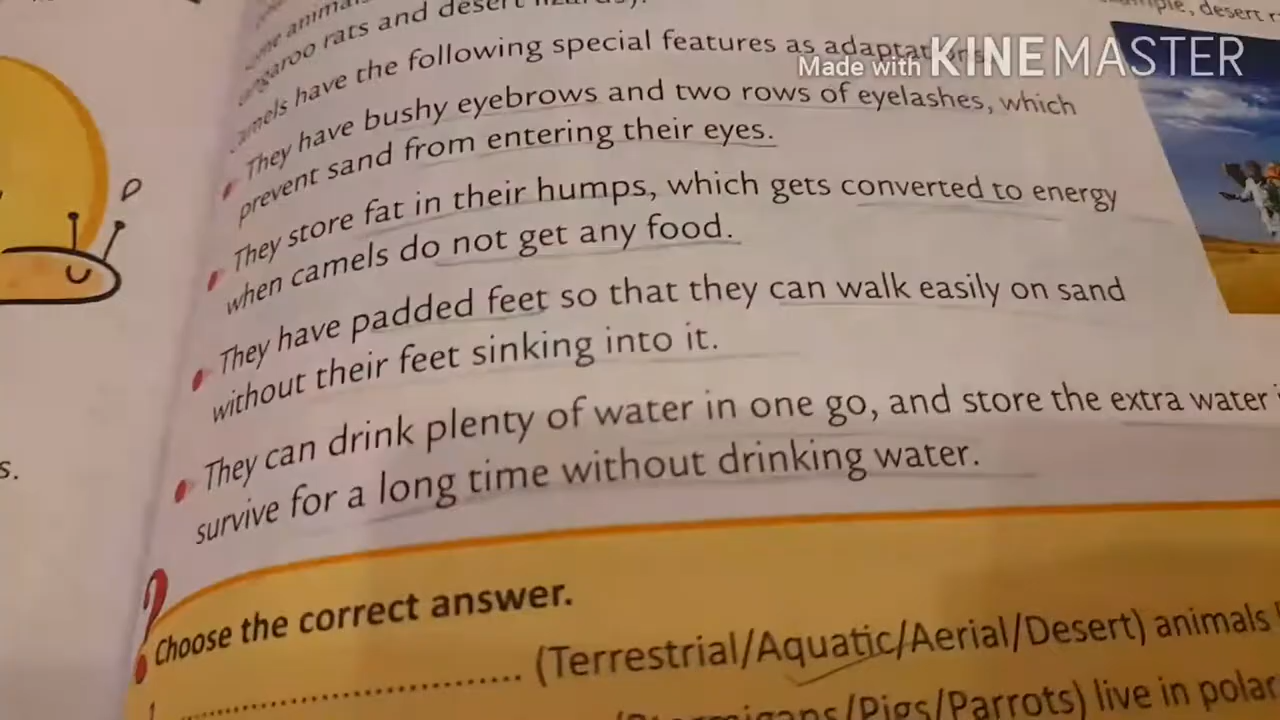 animals
rats and desert
have the following special features as
Made with KINEMASTER
They have bushy eyebrows and two rows of eyelashes, which
prevent sand from entering their eyes.
They store fat in their humps, which gets converted to energy
when camels do not get any food.
They have padded feet so that they can walk easily on sand
without their feet sinking into it.
They can drink plenty of water in one go, and store the extra water
survive for a long time without drinking water.
s.
? Choose the correct answer.
1 .............................. (Terrestrial/Aquatic/Aerial/Desert) animals
/Pigs/Parrots) live in polar
desert